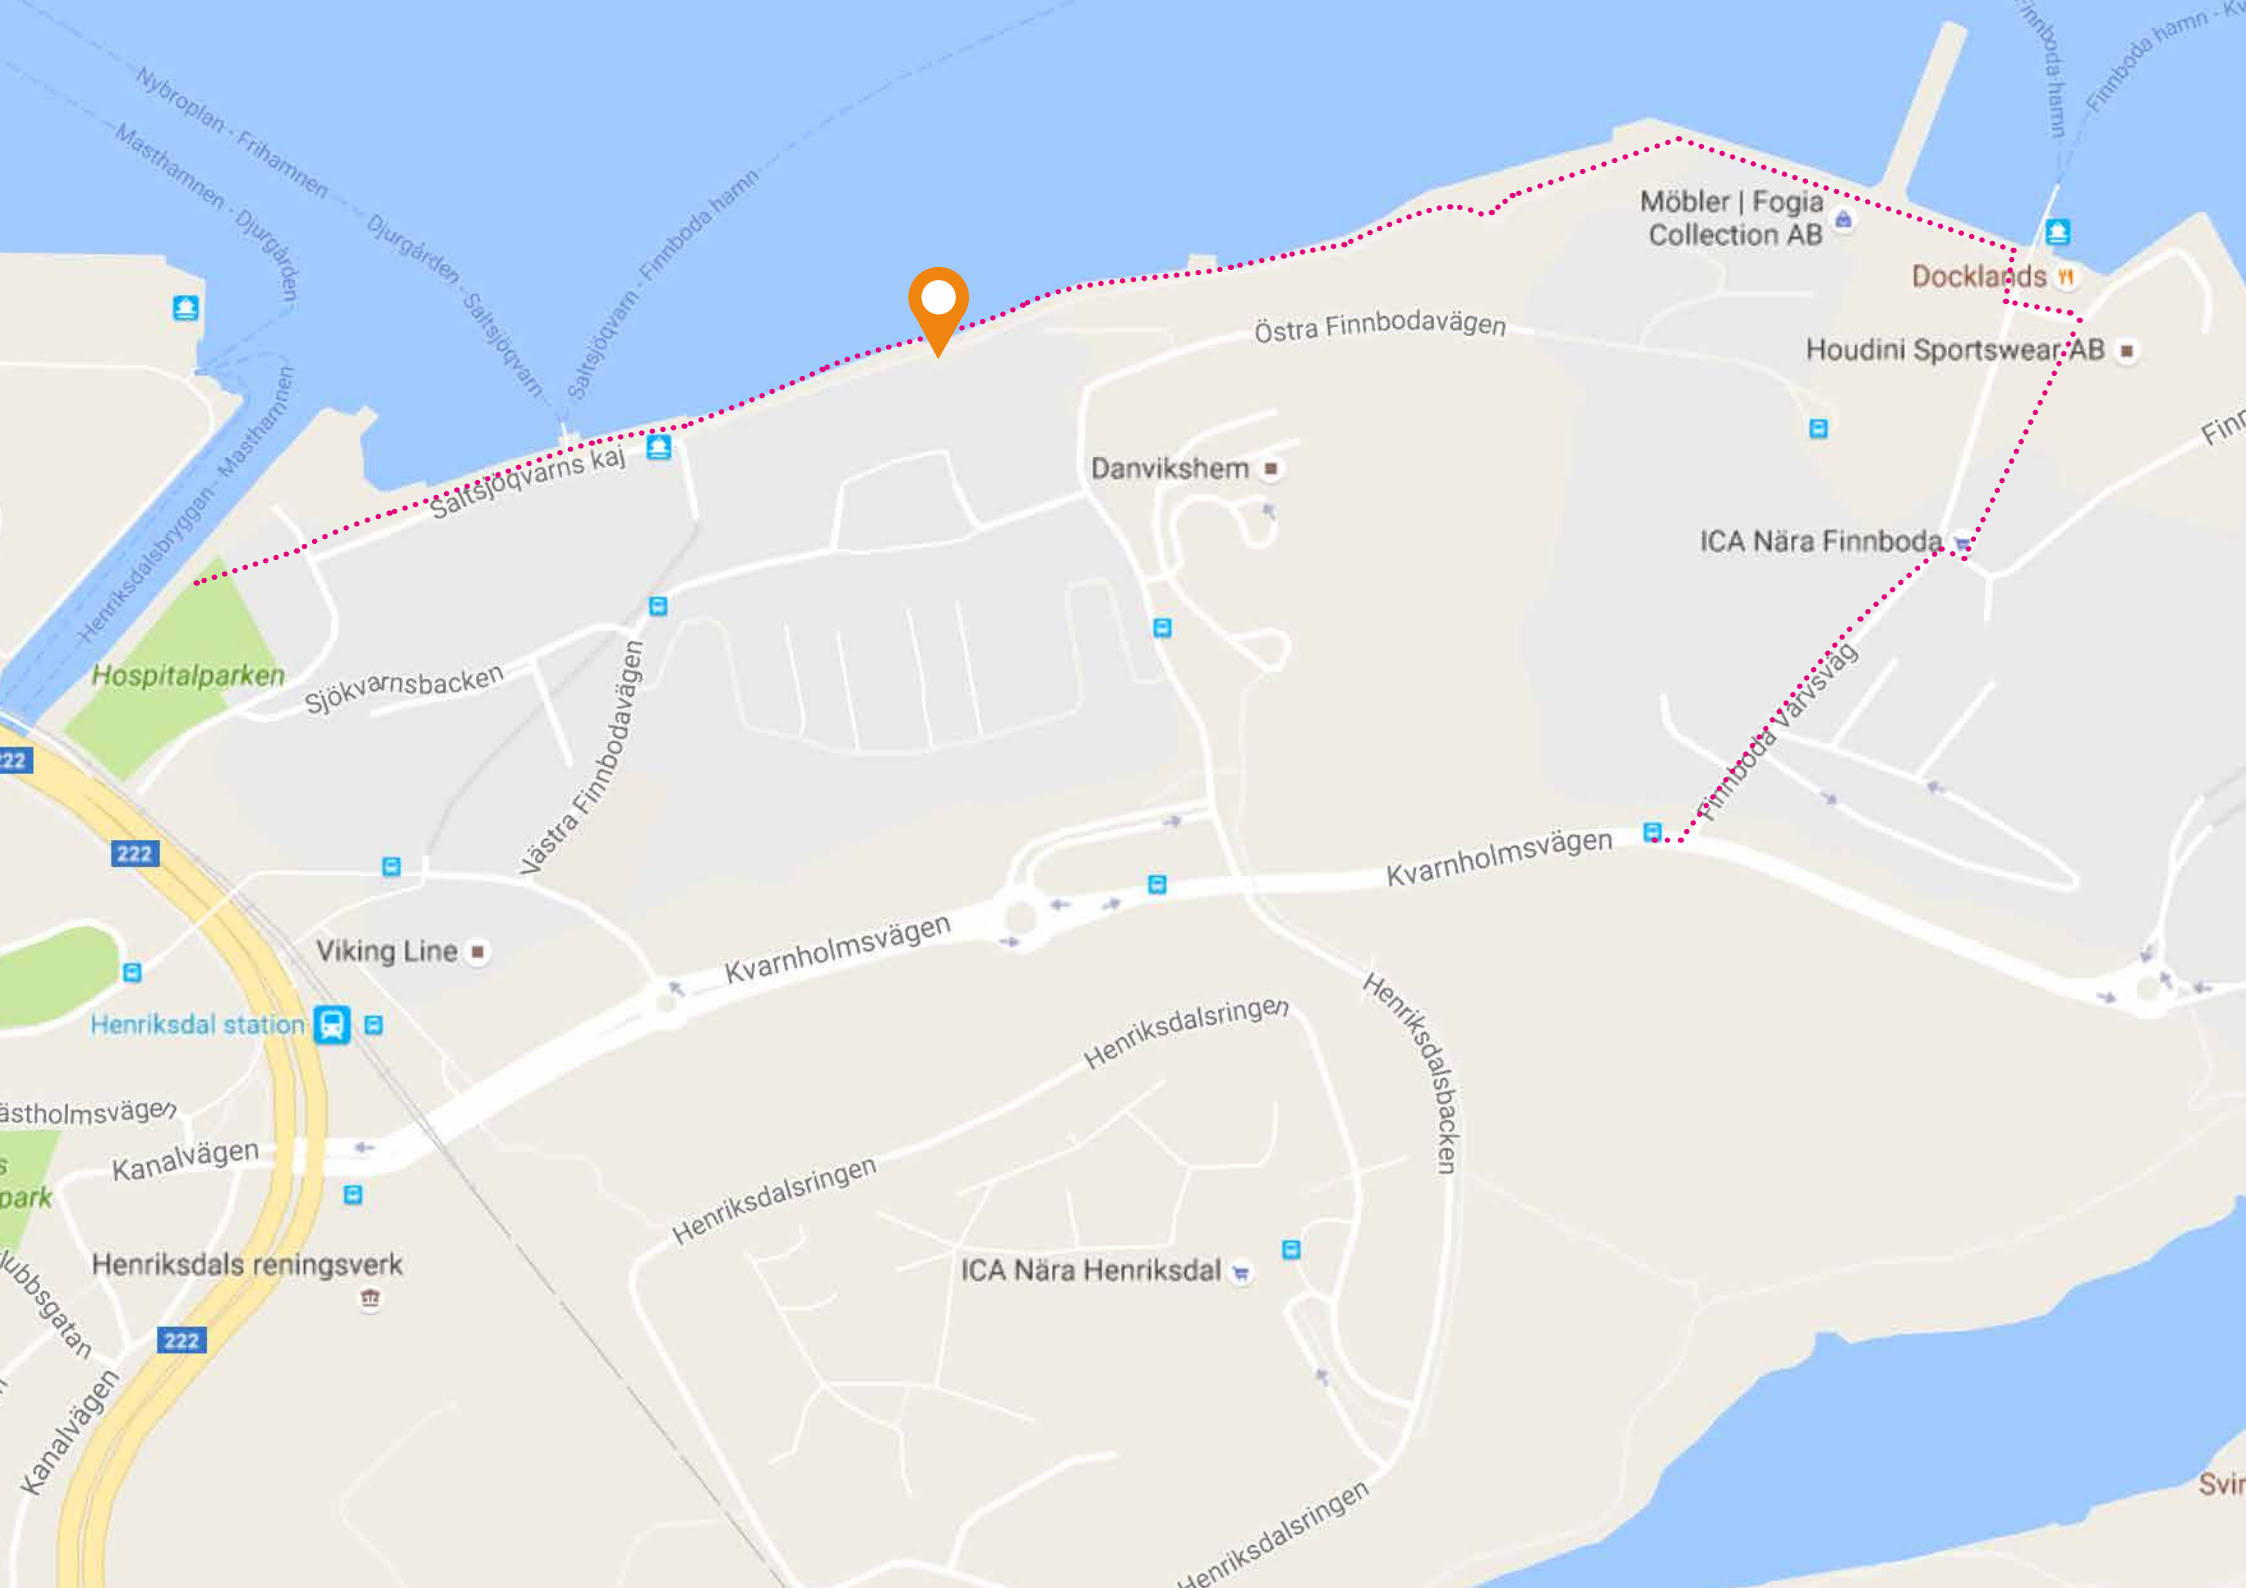 Nybroplan - Frihamnen
Djurgården - Saltsjöqvarn
Masthamnen - Djurgården
Saltsjöqvarn - Finnboda hamn
Finnboda hamn
Finnboda hamn - Kv
Möbler | Fogia
Collection AB
Docklands
Östra Finnbodavägen
Houdini Sportswear AB
Finn
Henriksdalsbryggan - Masthamnen
Saltsjöqvarns kaj
Danvikshem
ICA Nära Finnboda
Hospitalparken
Sjökvarnsbacken
Västra Finnbodavägen
Finnboda Varvsväg
222
222
Kvarnholmsvägen
Kvarnholmsvägen
Viking Line
Henriksdal station
Henriksdalsringen
Henriksdalsbacken
ästholmsvägen
Kanalvägen
s
park
Henriksdalsringen
Henriksdals reningsverk
ICA Nära Henriksdal
lubbsgatan
222
Kanalvägen
Henriksdalsringen
Svir